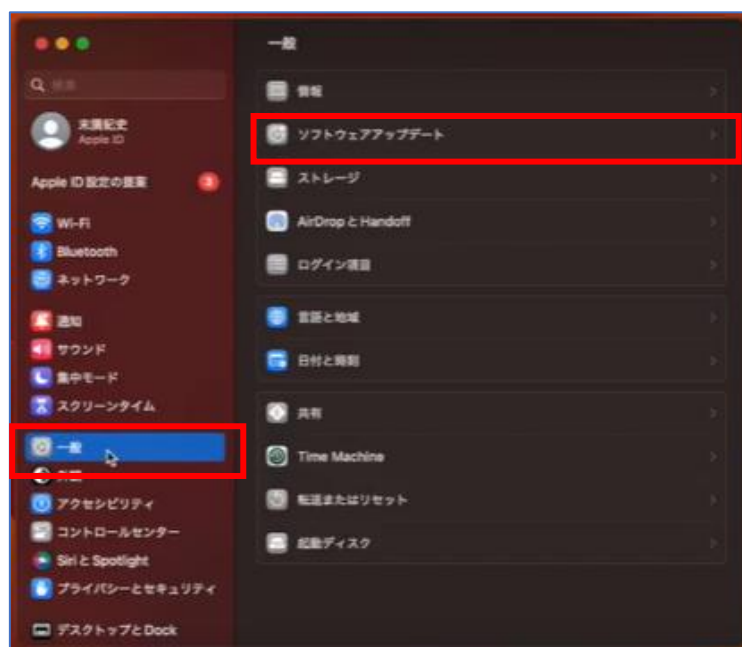 一般
検索
Apple ID
Apple ID 設定の提案
3
Wi-Fi
Bluetooth
ネットワーク
通知
サウンド
集中モード
スクリーンタイム
一般
外観
アクセシビリティ
コントロールセンター
Siri と Spotlight
プライバシーとセキュリティ
デスクトップと Dock
情報
ソフトウェアアップデート
ストレージ
AirDrop と Handoff
ログイン項目
言語と地域
日付と時刻
共有
Time Machine
転送またはリセット
起動ディスク